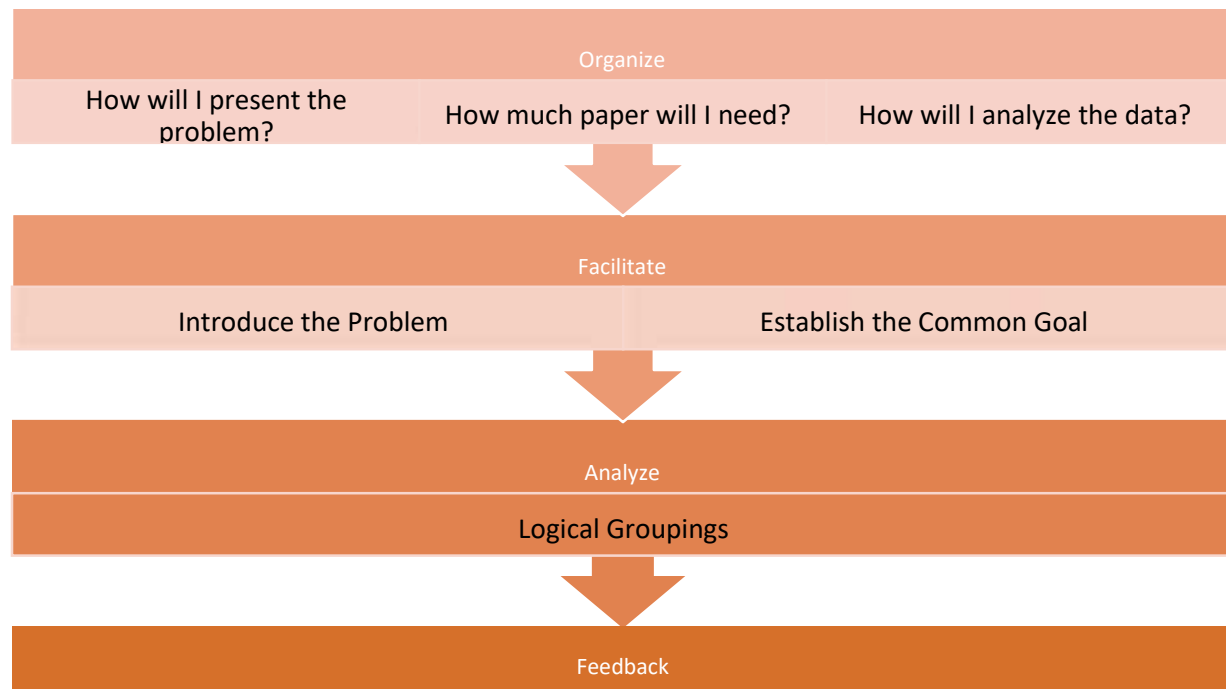 Organize
How will I present the
problem?
How much paper will I need?
How will I analyze the data?
Facilitate
Introduce the Problem
Establish the Common Goal
Analyze
Logical Groupings
Feedback